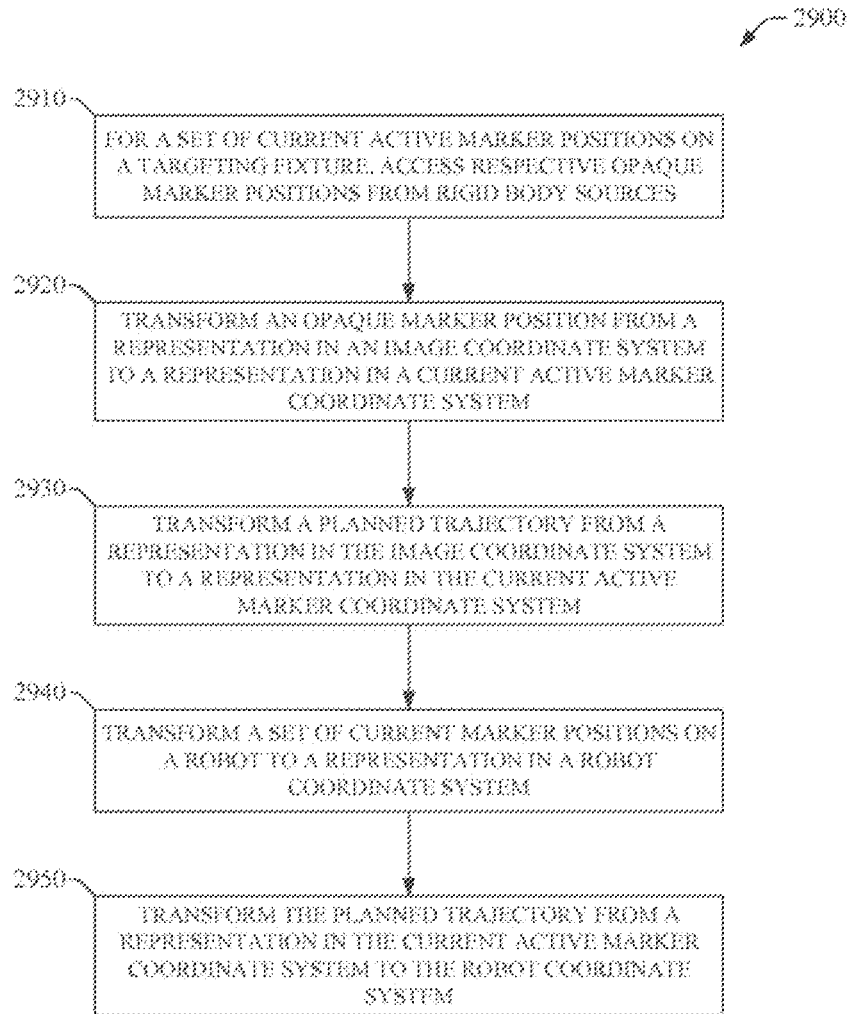 2900
2910
FOR A SET OF CURRENT ACTIVE MARKER POSITIONS ON
A TARGETING FIXTURE, ACCESS RESPECTIVE OPAQUE
MARKER POSITIONS FROM RIGID BODY SOURCES
2920
TRANSFORM AN OPAQUE MARKER POSITION FROM A
REPRESENTATION IN AN IMAGE COORDINATE SYSTEM
TO A REPRESENTATION IN A CURRENT ACTIVE MARKER
COORDINATE SYSTEM
2930
TRANSFORM A PLANNED TRAJECTORY FROM A
REPRESENTATION IN THE IMAGE COORDINATE SYSTEM
TO A REPRESENTATION IN THE CURRENT ACTIVE
MARKER COORDINATE SYSTEM
2940
TRANSFORM A SET OF CURRENT MARKER POSITIONS ON
A ROBOT TO A REPRESENTATION IN A ROBOT
COORDINATE SYSTEM
2950
TRANSFORM THE PLANNED TRAJECTORY FROM A
REPRESENTATION IN THE CURRENT ACTIVE MARKER
COORDINATE SYSTEM TO THE ROBOT COORDINATE
SYSTEM